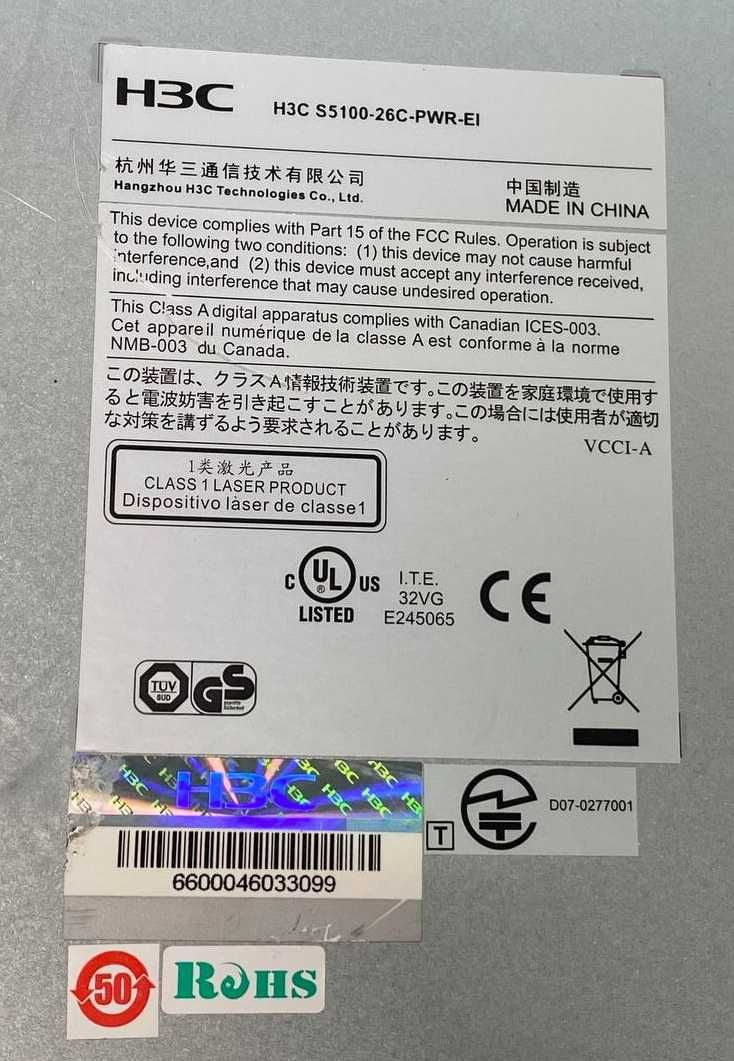 H3C
H3C S5100-26C-PWR-EI
杭州华三通信技术有限公司
Hangzhou H3C Technologies Co., Ltd.
中国制造
MADE IN CHINA
This device complies with Part 15 of the FCC Rules. Operation is subject
to the following two conditions: (1) this device may not cause harmful
interference,and (2) this device must accept any interference received,
including interference that may cause undesired operation.
This Class A digital apparatus complies with Canadian ICES-003.
Cet appareil numérique de la classe A est conforme à la norme
NMB-003 du Canada.
この装置は、クラスA情報技術装置です。この装置を家庭環境で使用す
ると電波妨害を引き起こすことがあります。この場合には使用者が適切
な対策を講ずるよう要求されることがあります。
VCCI-A
1类激光产品
CLASS 1 LASER PRODUCT
Dispositivo làser de classe1
C UL US
®
LISTED
I.T.E.
32VG
E245065
CE
TÜV
SÜD
GS
geprüfte
Sicherheit
H3C
6600046033099
T
D07-0277001
50
RoHS